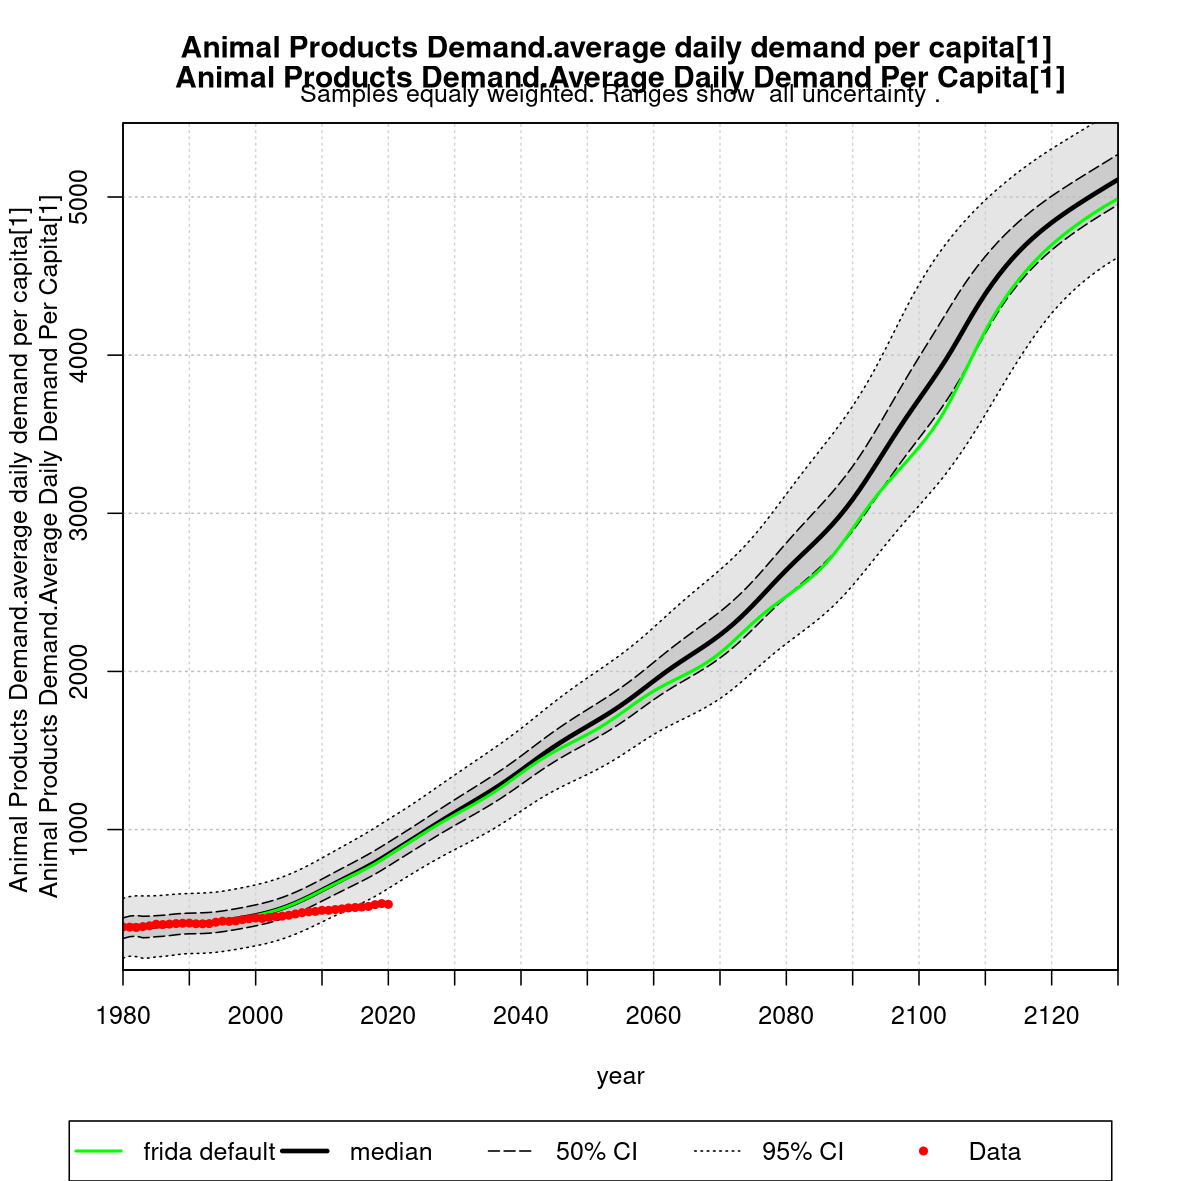 Animal Products Demand.average daily demand per capita[1]
Animal Products Demand.Average Daily Demand Per Capita[1]
Samples equaly weighted. Ranges show  all uncertainty .
Animal Products Demand.average daily demand per capita[1]
Animal Products Demand.Average Daily Demand Per Capita[1]
5000
4000
3000
2000
1000
1980 2000 2020 2040 2060 2080 2100 2120
year
frida default median 50% CI 95% CI Data